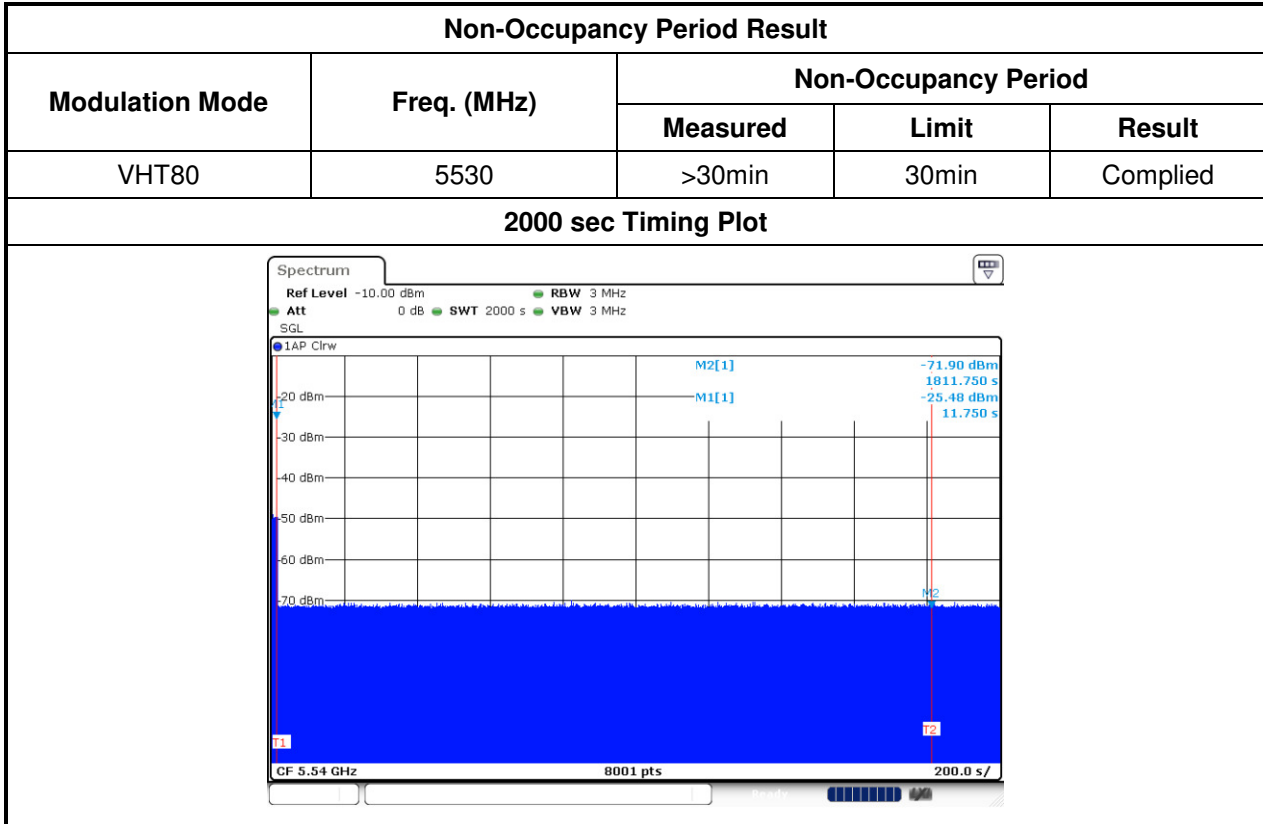 Non-Occupancy Period Result
Modulation Mode
Freq. (MHz)
Non-Occupancy Period
Measured
Limit
Result
VHT80
5530
>30min
30min
Complied
2000 sec Timing Plot
Spectrum
Ref Level -10.00 dBm
RBW 3 MHz
Att 0 dB SWT 2000 s VBW 3 MHz
SGL
1AP Clrw
M2[1] -71.90 dBm
1811.750 s
M1[1] -25.48 dBm
11.750 s
M1
-20 dBm
-30 dBm
-40 dBm
-50 dBm
-60 dBm
-70 dBm
M2
T1
T2
CF 5.54 GHz 8001 pts 200.0 s/
Ready